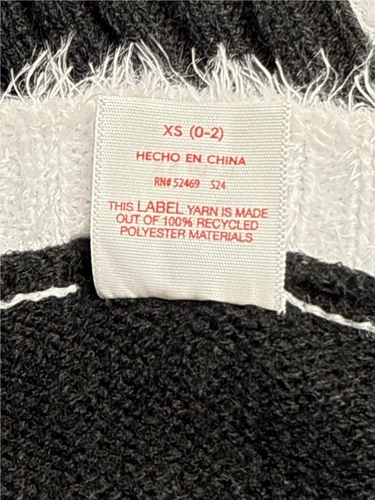 XS (0-2)
HECHO EN CHINA
RN# 52469 S24
THIS LABEL YARN IS MADE
OUT OF 100% RECYCLED
POLYESTER MATERIALS